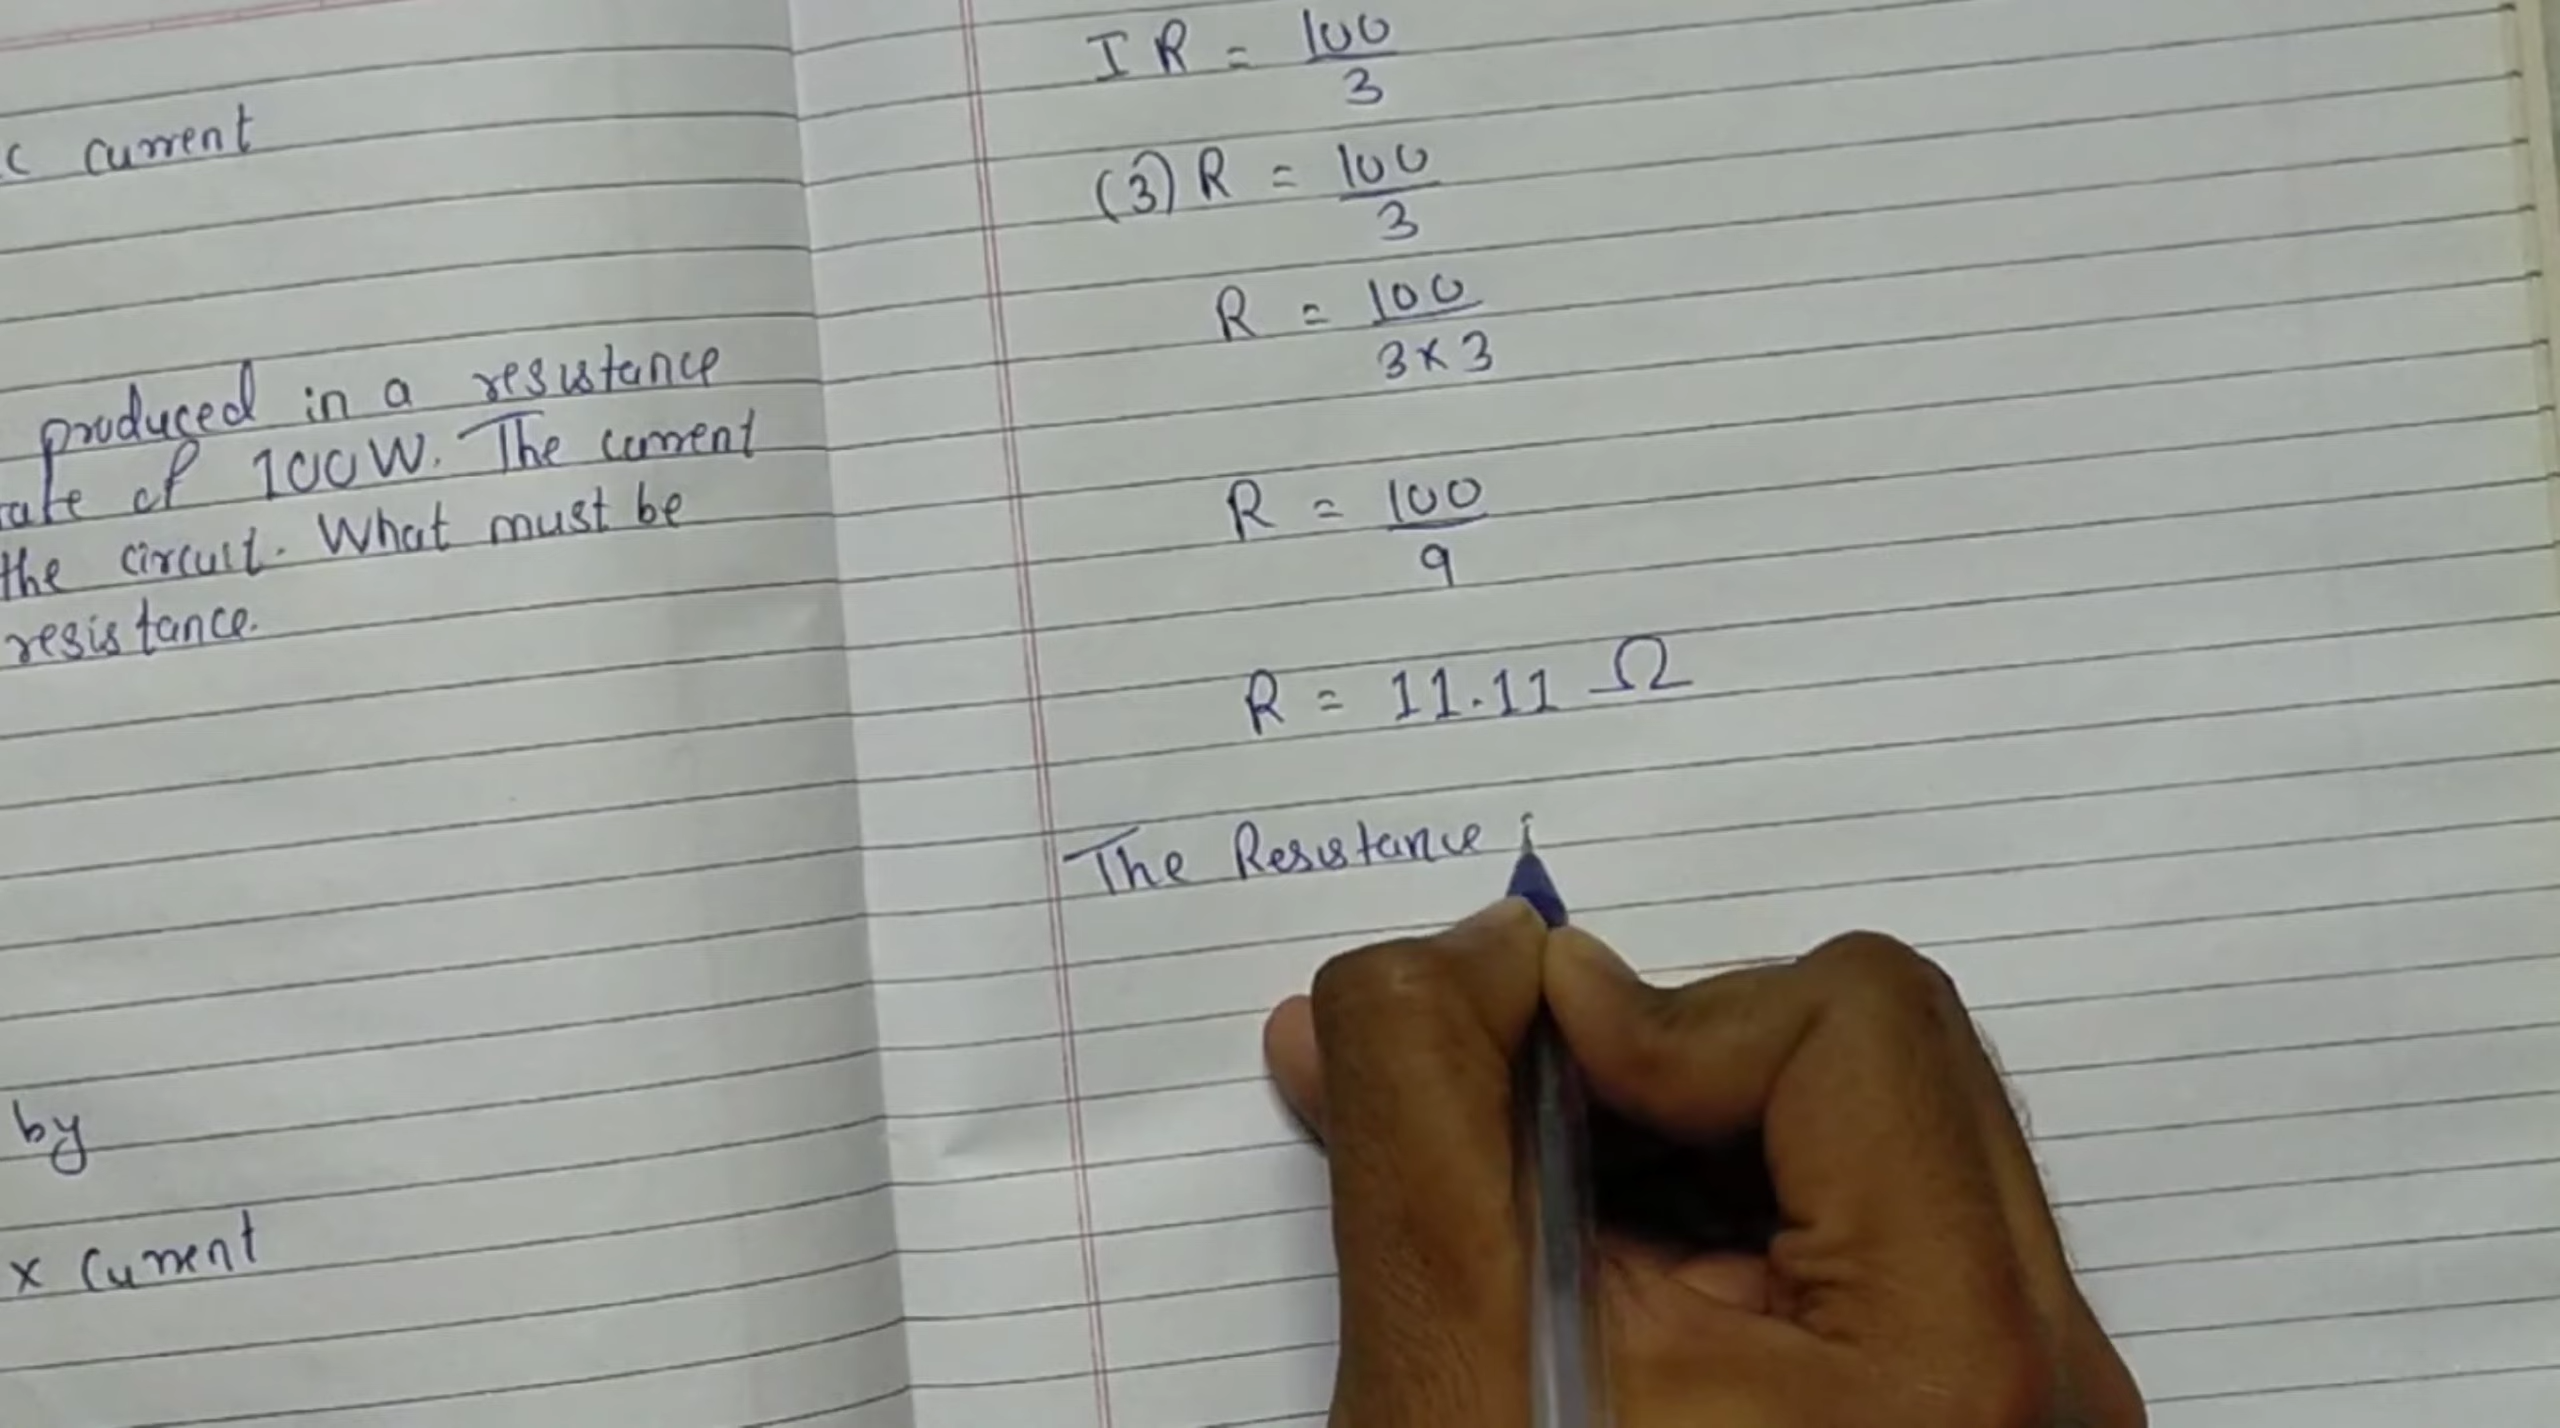 c current
produced in a resistance
rate of 100W. The current
the circuit. What must be
resistance.
by
x Current
IR = 100/3
(3)R = 100/3
R = 100/3×3
R = 100/9
R = 11.11 Ω
The Resistance i